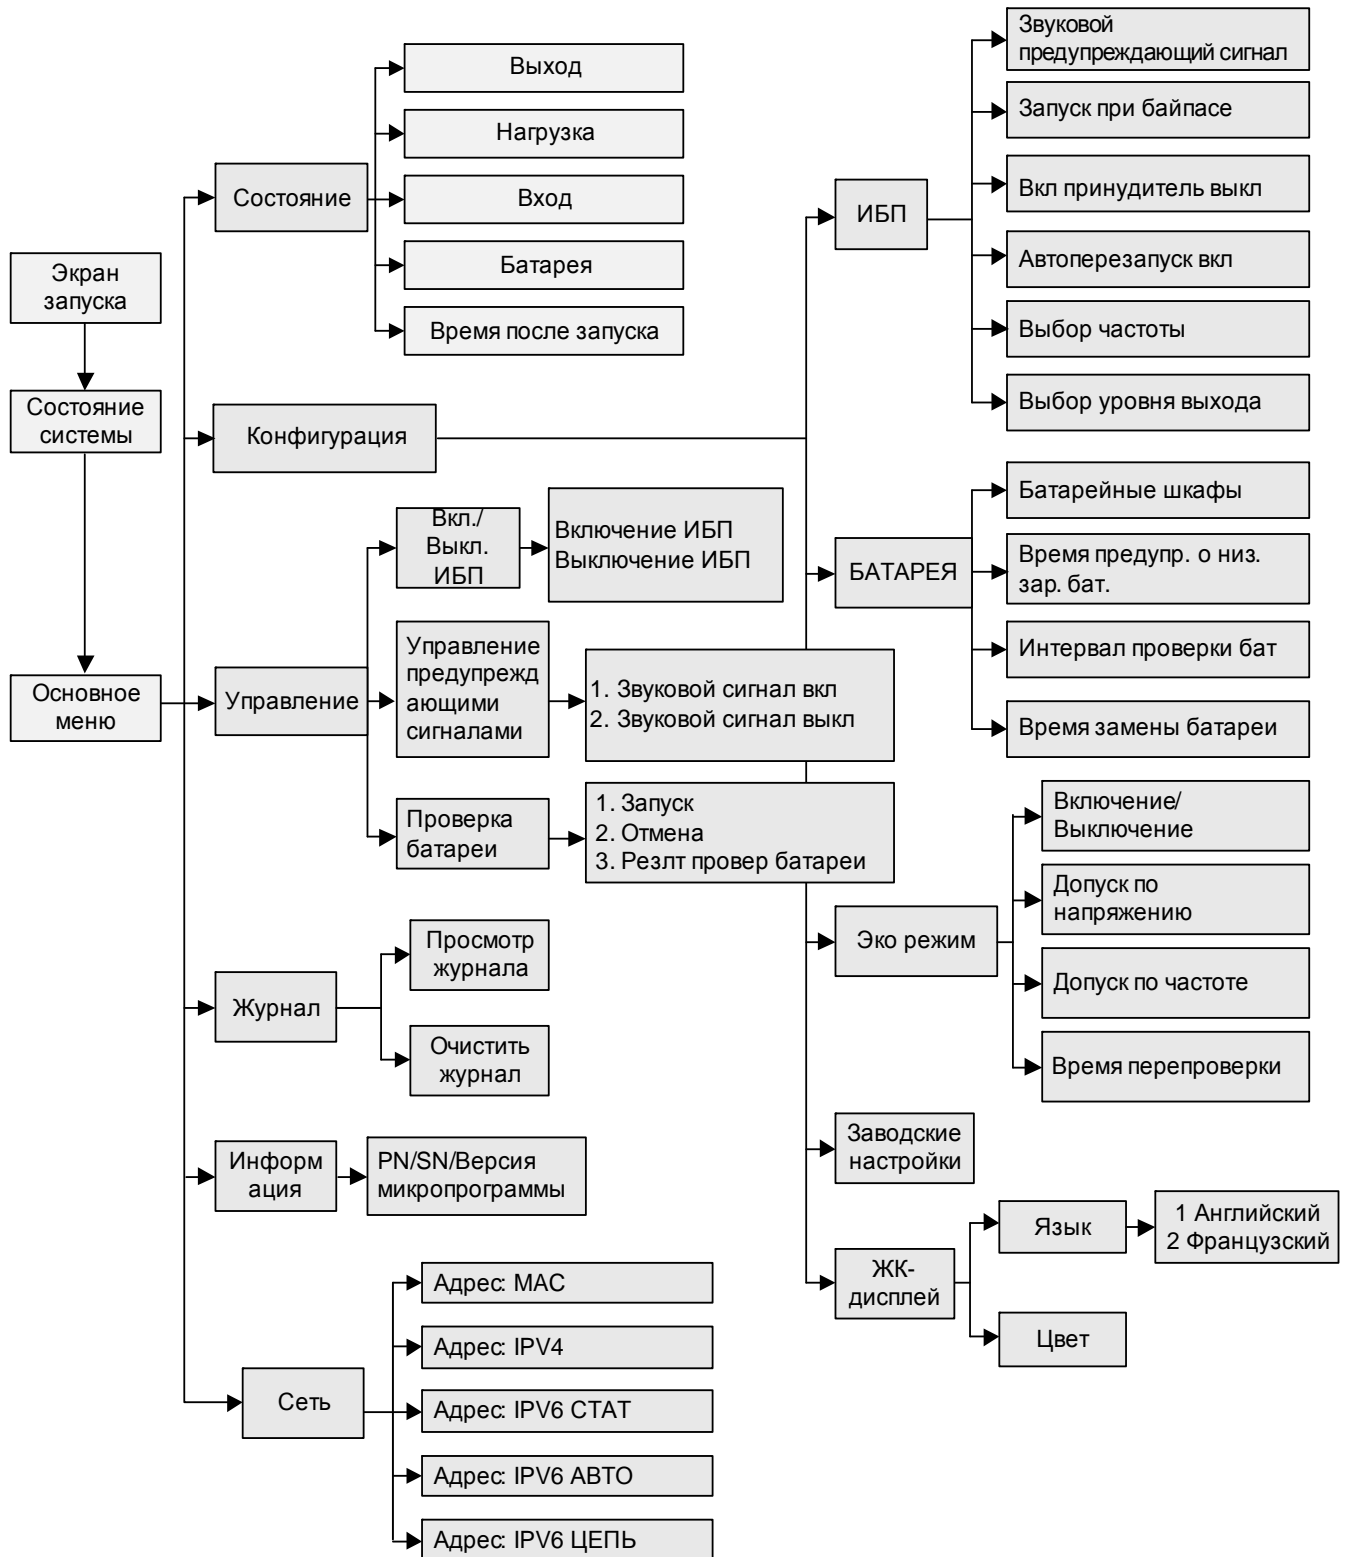 Экран
запуска
Состояние
системы
Основное
меню
Состояние
Выход
Нагрузка
Вход
Батарея
Время после запуска
Конфигурация
Управление
Вкл./
Выкл.
ИБП
Включение ИБП
Выключение ИБП
Управление
предупрежд
ающими
сигналами
1. Звуковой сигнал вкл
2. Звуковой сигнал выкл
Проверка
батареи
1. Запуск
2. Отмена
3. Резлт провер батареи
Журнал
Просмотр
журнала
Очистить
журнал
Информ
ация
PN/SN/Версия
микропрограммы
Сеть
Адрес: MAC
Адрес: IPV4
Адрес: IPV6 СТАТ
Адрес: IPV6 АВТО
Адрес: IPV6 ЦЕПЬ
ИБП
Звуковой
предупреждающий сигнал
Запуск при байпасе
Вкл принудитель выкл
Автоперезапуск вкл
Выбор частоты
Выбор уровня выхода
БАТАРЕЯ
Батарейные шкафы
Время предупр. о низ.
зар. бат.
Интервал проверки бат
Время замены батареи
Эко режим
Включение/
Выключение
Допуск по
напряжению
Допуск по частоте
Время перепроверки
Заводские
настройки
ЖК-
дисплей
Язык
1 Английский
2 Французский
Цвет